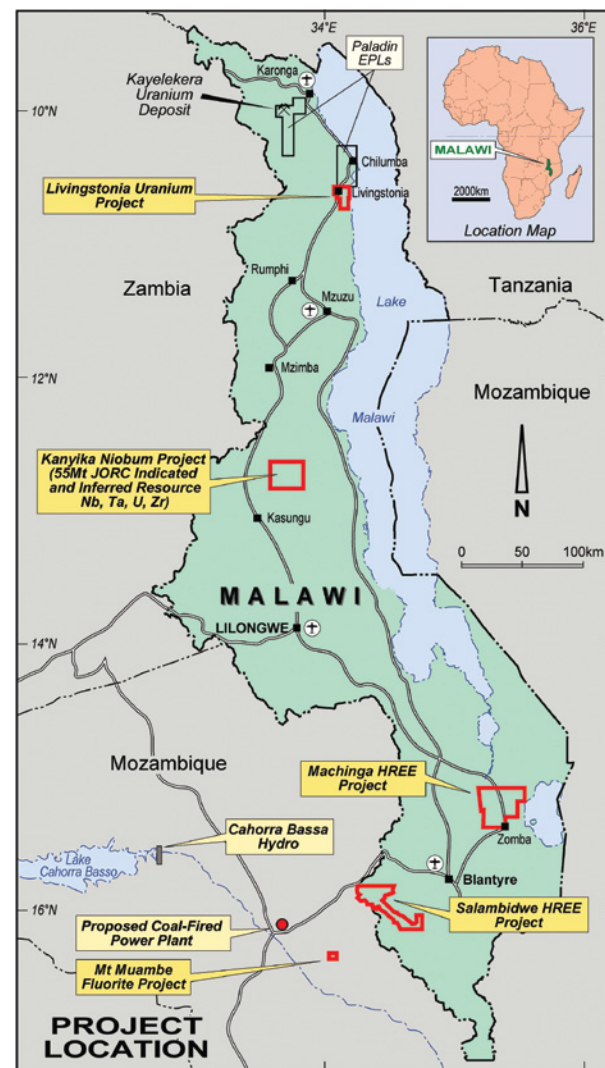 34°E
36°E
Paladin
EPLs
Karonga
Kayelekera
Uranium
Deposit
10°N
Chilumba
MALAWI
2000km
Location Map
Livingstonia Uranium
Project
Livingstonia
Rumphi
Zambia
Mzuzu
Lake
Tanzania
Mzimba
12°N
Malawi
Mozambique
Kanyika Niobum Project
(55Mt JORC Indicated
and Inferred Resource
Nb, Ta, U, Zr)
N
Kasungu
0 50 100km
MALAWI
LILONGWE
14°N
Mozambique
Machinga HREE
Project
Zomba
Cahorra Bassa
Hydro
Lake
Cahorra Basso
Blantyre
16°N
Proposed Coal-Fired
Power Plant
Salambidwe HREE
Project
Mt Muambe
Fluorite Project
PROJECT
LOCATION